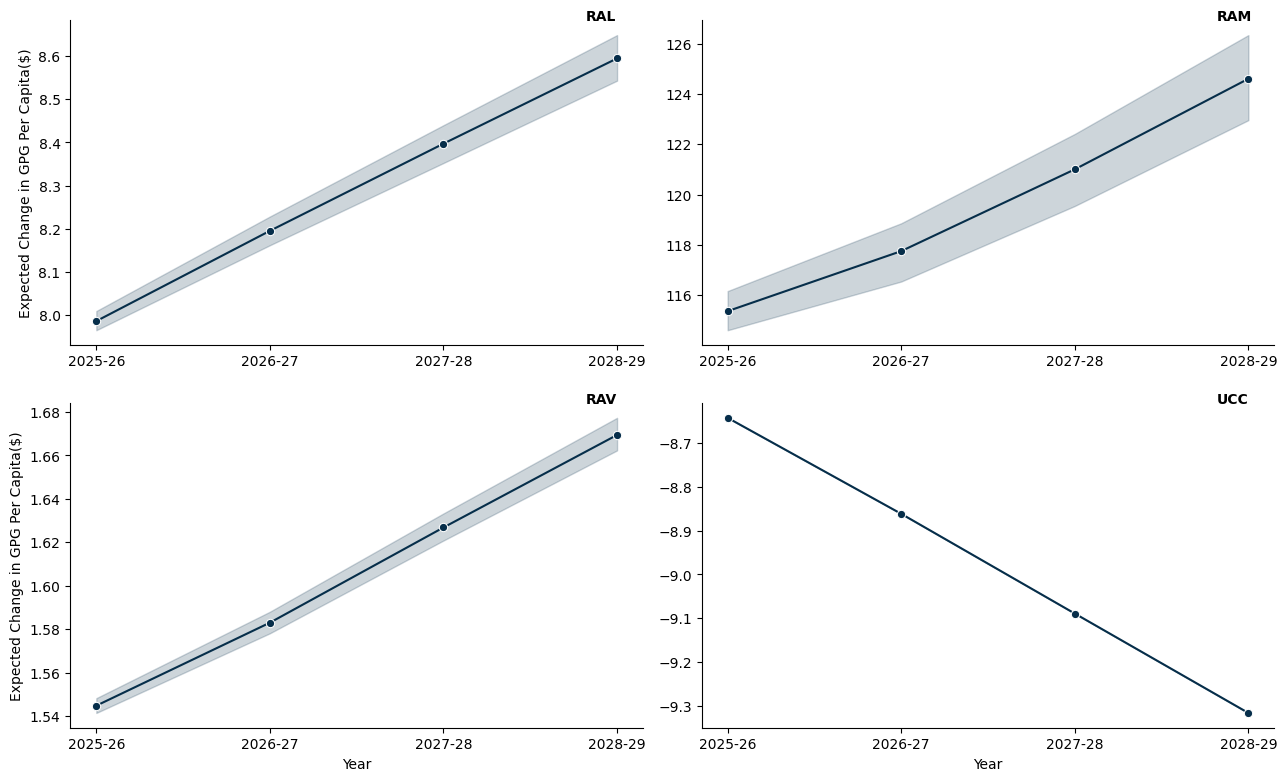 RAL
Expected Change in GPG Per Capita($)
8.6
8.5
8.4
8.3
8.2
8.1
8.0
2025-26 2026-27 2027-28 2028-29
RAM
126
124
122
120
118
116
2025-26 2026-27 2027-28 2028-29
RAV
Expected Change in GPG Per Capita($)
1.68
1.66
1.64
1.62
1.60
1.58
1.56
1.54
2025-26 2026-27 2027-28 2028-29
Year
UCC
−8.7
−8.8
−8.9
−9.0
−9.1
−9.2
−9.3
2025-26 2026-27 2027-28 2028-29
Year